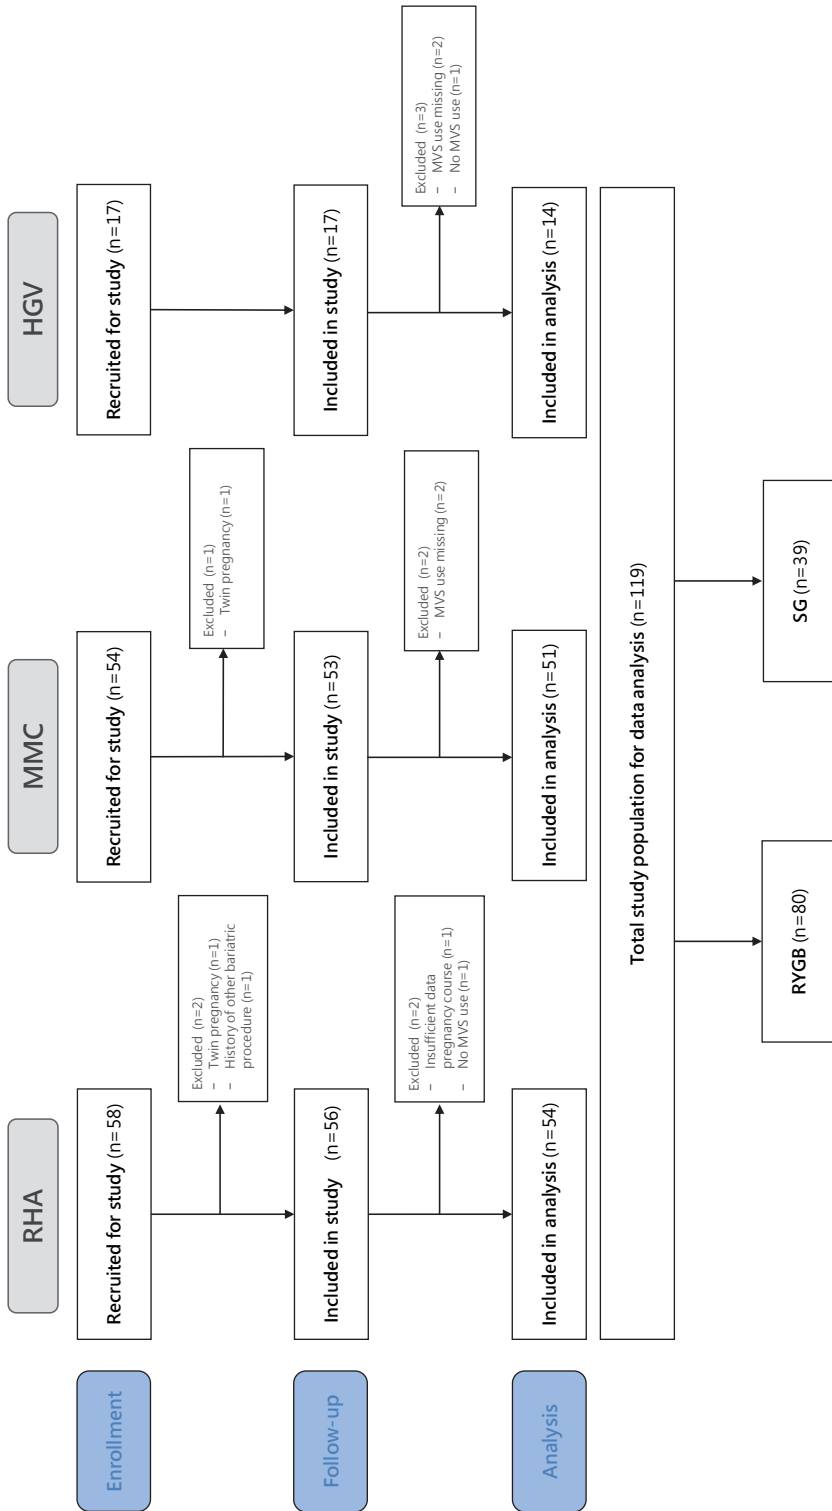 RHA
MMC
HGV
Enrollment
Recruited for study (n=58)
Recruited for study (n=54)
Recruited for study (n=17)
Excluded (n=2)
- Twin pregnancy (n=1)
- History of other bariatric
procedure (n=1)
Excluded (n=1)
- Twin pregnancy (n=1)
Follow-up
Included in study (n=56)
Included in study (n=53)
Included in study (n=17)
Excluded (n=2)
- Insufficient data
pregnancy course (n=1)
- No MVS use (n=1)
Excluded (n=2)
- MVS use missing (n=2)
Excluded (n=3)
- MVS use missing (n=2)
- No MVS use (n=1)
Analysis
Included in analysis (n=54)
Included in analysis (n=51)
Included in analysis (n=14)
Total study population for data analysis (n=119)
RYGB (n=80)
SG (n=39)